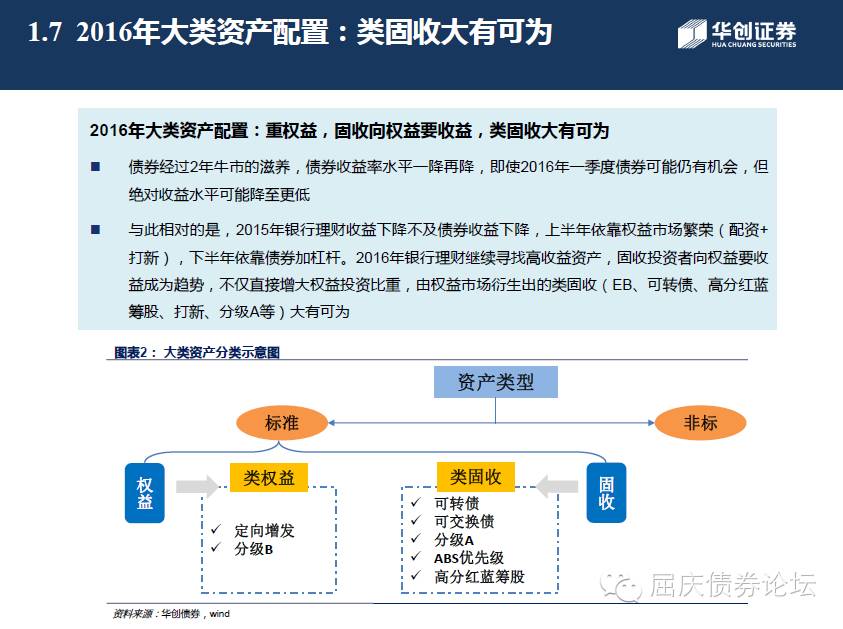 1.7 2016年大类资产配置：类固收大有可为
华创证券
HUA CHUANG SECURITIES
2016年大类资产配置：重权益，固收向权益要收益，类固收大有可为
债券经过2年牛市的滋养，债券收益率水平一降再降，即使2016年一季度债券可能仍有机会，但
绝对收益水平可能降至更低
与此相对的是，2015年银行理财收益下降不及债券收益下降，上半年依靠权益市场繁荣（配资+
打新），下半年依靠债券加杠杆。2016年银行理财继续寻找高收益资产，固收投资者向权益要收
益成为趋势，不仅直接增大权益投资比重，由权益市场衍生出的类固收（EB、可转债、高分红蓝
筹股、打新、分级A等）大有可为
图表2： 大类资产分类示意图
资产类型
标准
非标
权益
类权益
类固收
固收
定向增发
分级B
可转债
可交换债
分级A
ABS优先级
高分红蓝筹股
屈庆债券论坛
资料来源：华创债券，wind